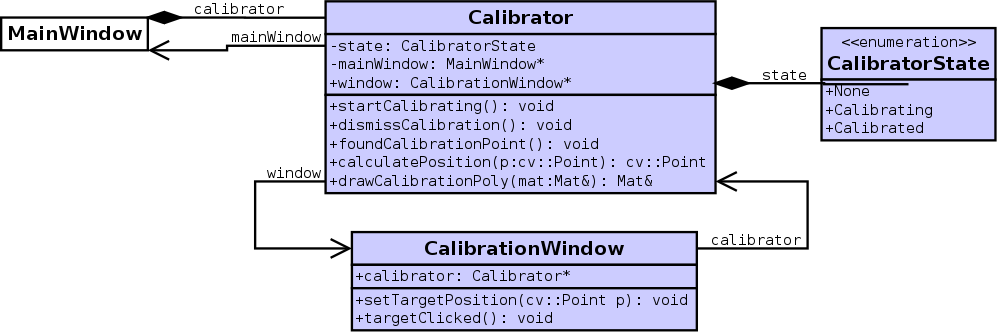 calibrator
MainWindow
mainWindow
Calibrator
-state: CalibratorState
-mainWindow: MainWindow*
+window: CalibrationWindow*
+startCalibrating(): void
+dismissCalibration(): void
+foundCalibrationPoint(): void
+calculatePosition(p:cv::Point): cv::Point
+drawCalibrationPoly(mat:Mat&): Mat&
state
<<enumeration>>
CalibratorState
+None
+Calibrating
+Calibrated
window
calibrator
CalibrationWindow
+calibrator: Calibrator*
+setTargetPosition(cv::Point p): void
+targetClicked(): void